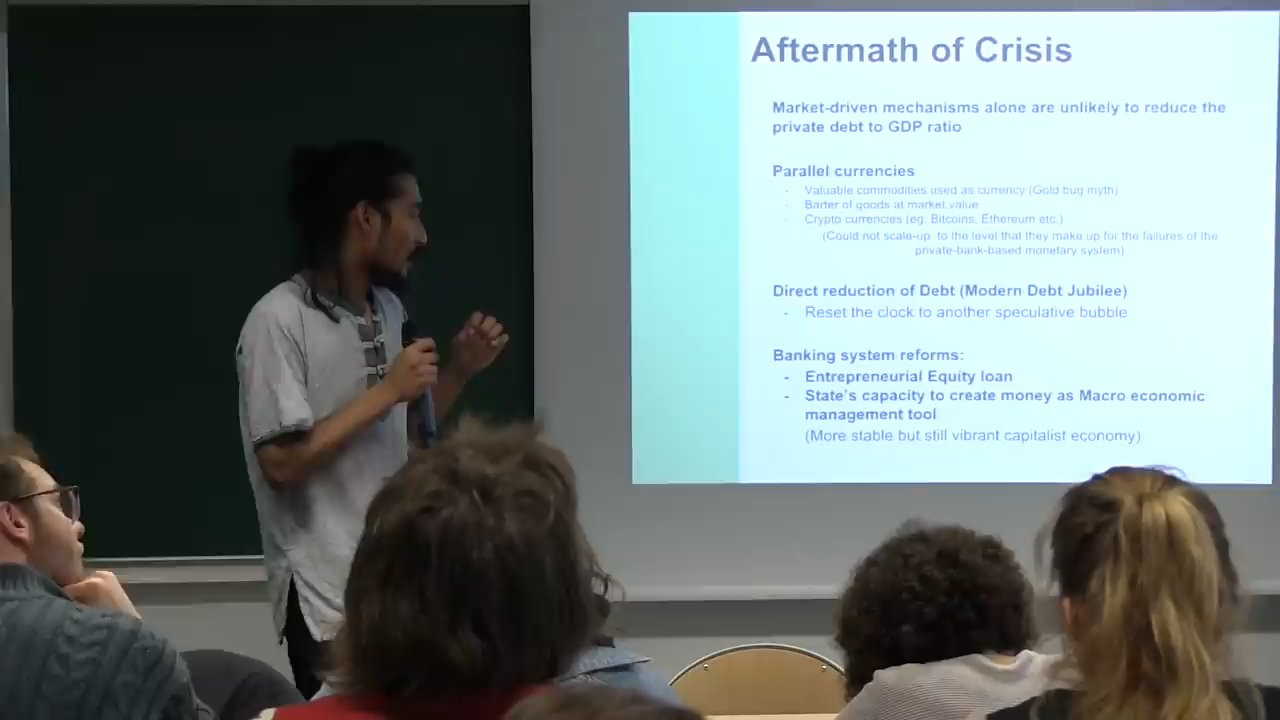 Aftermath of Crisis
Market-driven mechanisms alone are unlikely to reduce the
private debt to GDP ratio
Parallel currencies
- Valuable commodities used as currency (Gold bug myth)
- Barter of goods at market value
- Crypto currencies (eg. Bitcoins, Ethereum etc.)
(Could not scale-up to the level that they make up for the failures of the
private-bank-based monetary system)
Direct reduction of Debt (Modern Debt Jubilee)
- Reset the clock to another speculative bubble
Banking system reforms:
- Entrepreneurial Equity loan
- State's capacity to create money as Macro economic
management tool
(More stable but still vibrant capitalist economy)